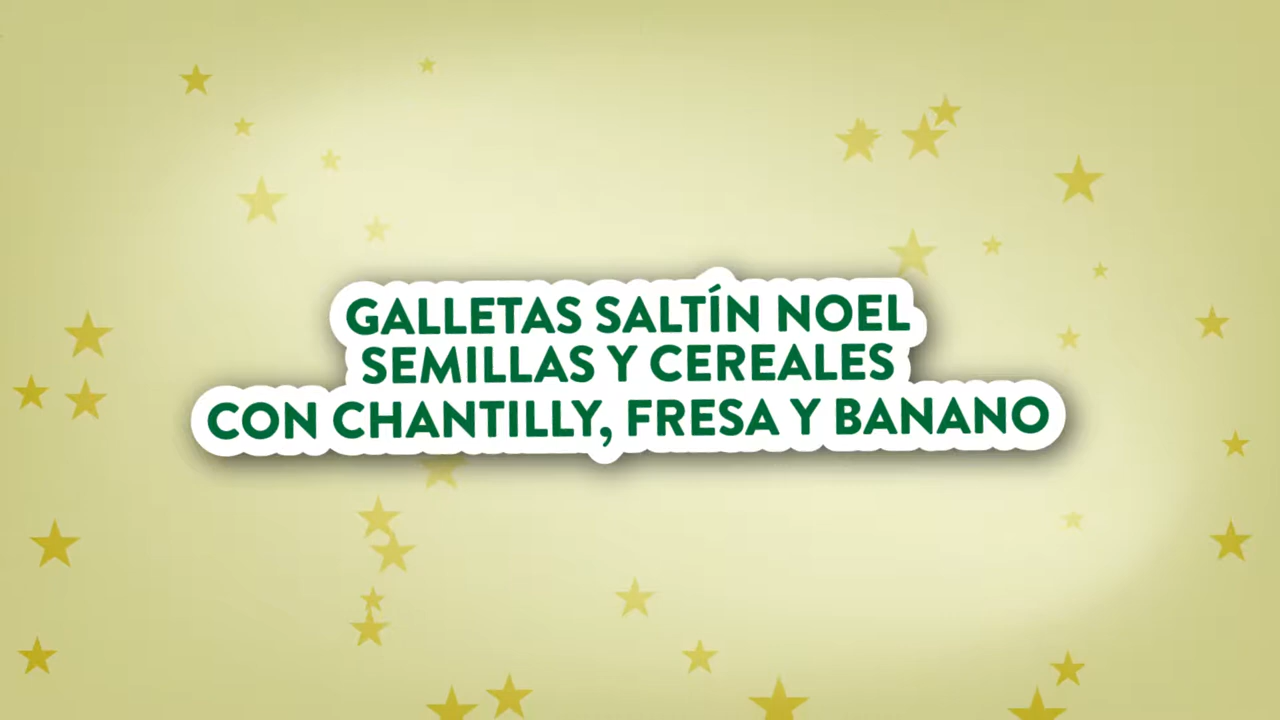 GALLETAS SALTÍN NOEL
SEMILLAS Y CEREALES
CON CHANTILLY, FRESA Y BANANO